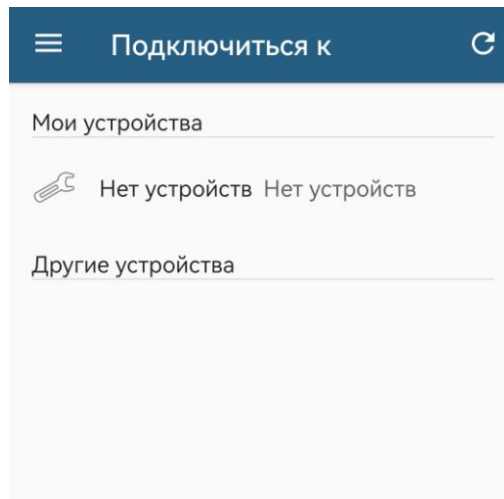 Подключиться к
Мои устройства
Нет устройств Нет устройств
Другие устройства